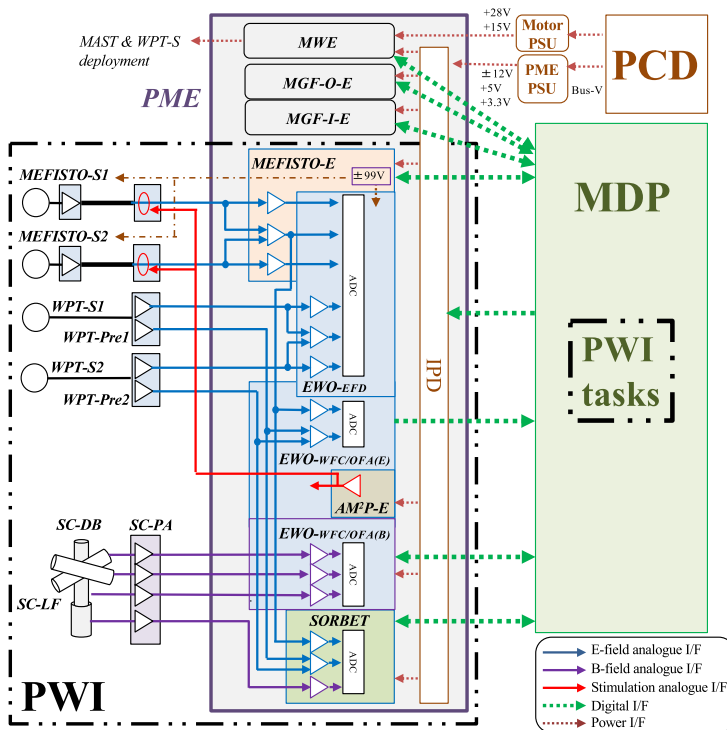 MAST & WPT-S
deployment
MWE
+28V
+15V
Motor
PSU
PCD
PME
MGF-O-E
±12V
+5V
+3.3V
PME
PSU
Bus-V
MGF-I-E
MEFISTO-S1
MEFISTO-E
±99V
MDP
MEFISTO-S2
ADC
WPT-S1
WPT-Pre1
IPD
PWI
tasks
WPT-S2
WPT-Pre2
EWO-EFD
ADC
EWO-WFC/OFA(E)
AM²P-E
SC-DB
SC-PA
EWO-WFC/OFA(B)
ADC
SC-LF
SORBET
ADC
PWI
E-field analogue I/F
B-field analogue I/F
Stimulation analogue I/F
Digital I/F
Power I/F